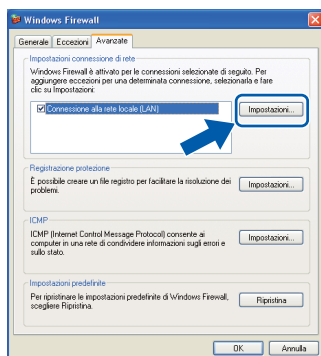 Windows Firewall
Generale Eccezioni Avanzate
Impostazioni connessione di rete
Windows Firewall è attivato per le connessioni selezionate di seguito. Per
aggiungere eccezioni per una determinata connessione, selezionarla e fare
clic su Impostazioni:
Connessione alla rete locale (LAN)
Impostazioni...
Registrazione protezione
È possibile creare un file registro per facilitare la risoluzione dei
problemi.
Impostazioni...
ICMP
ICMP (Internet Control Message Protocol) consente ai
computer in una rete di condividere informazioni sugli errori e
sullo stato.
Impostazioni...
Impostazioni predefinite
Per ripristinare le impostazioni predefinite di Windows Firewall,
scegliere Ripristina.
Ripristina
OK Annulla